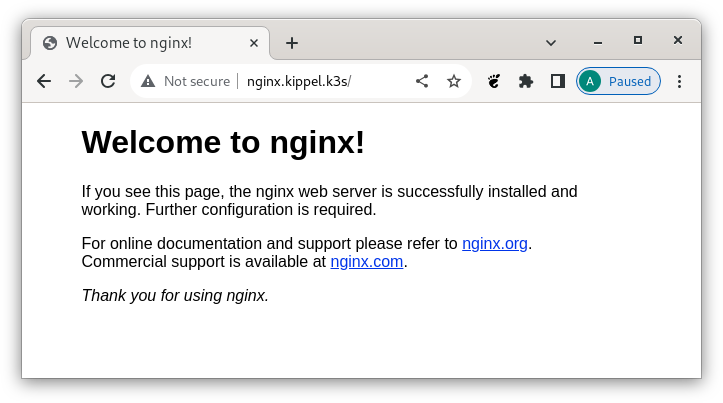 Welcome to nginx!
Not secure | nginx.kippel.k3s/
A Paused
Welcome to nginx!
If you see this page, the nginx web server is successfully installed and
working. Further configuration is required.
For online documentation and support please refer to nginx.org.
Commercial support is available at nginx.com.
Thank you for using nginx.